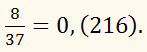 8/37 = 0,(216).